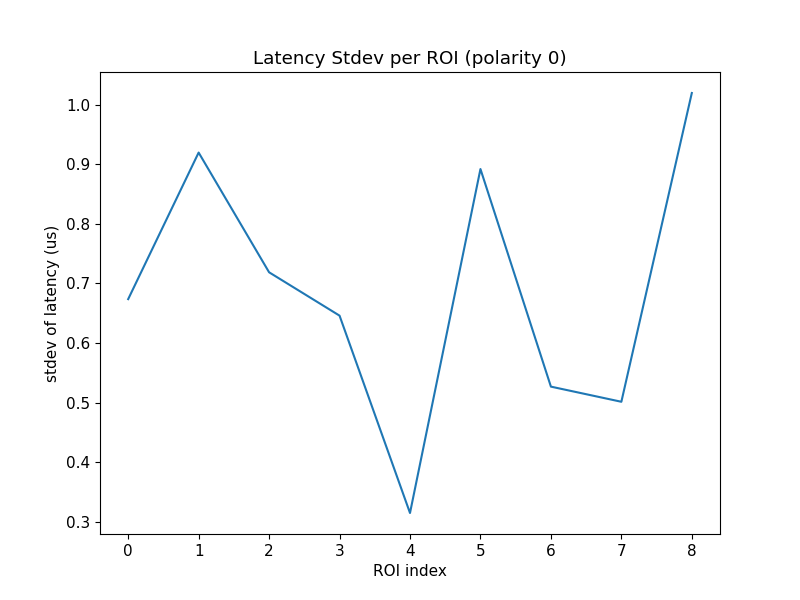 Latency Stdev per ROI (polarity 0)
1.0
0.9
0.8
0.7
0.6
0.5
0.4
0.3
stdev of latency (us)
0 1 2 3 4 5 6 7 8
ROI index